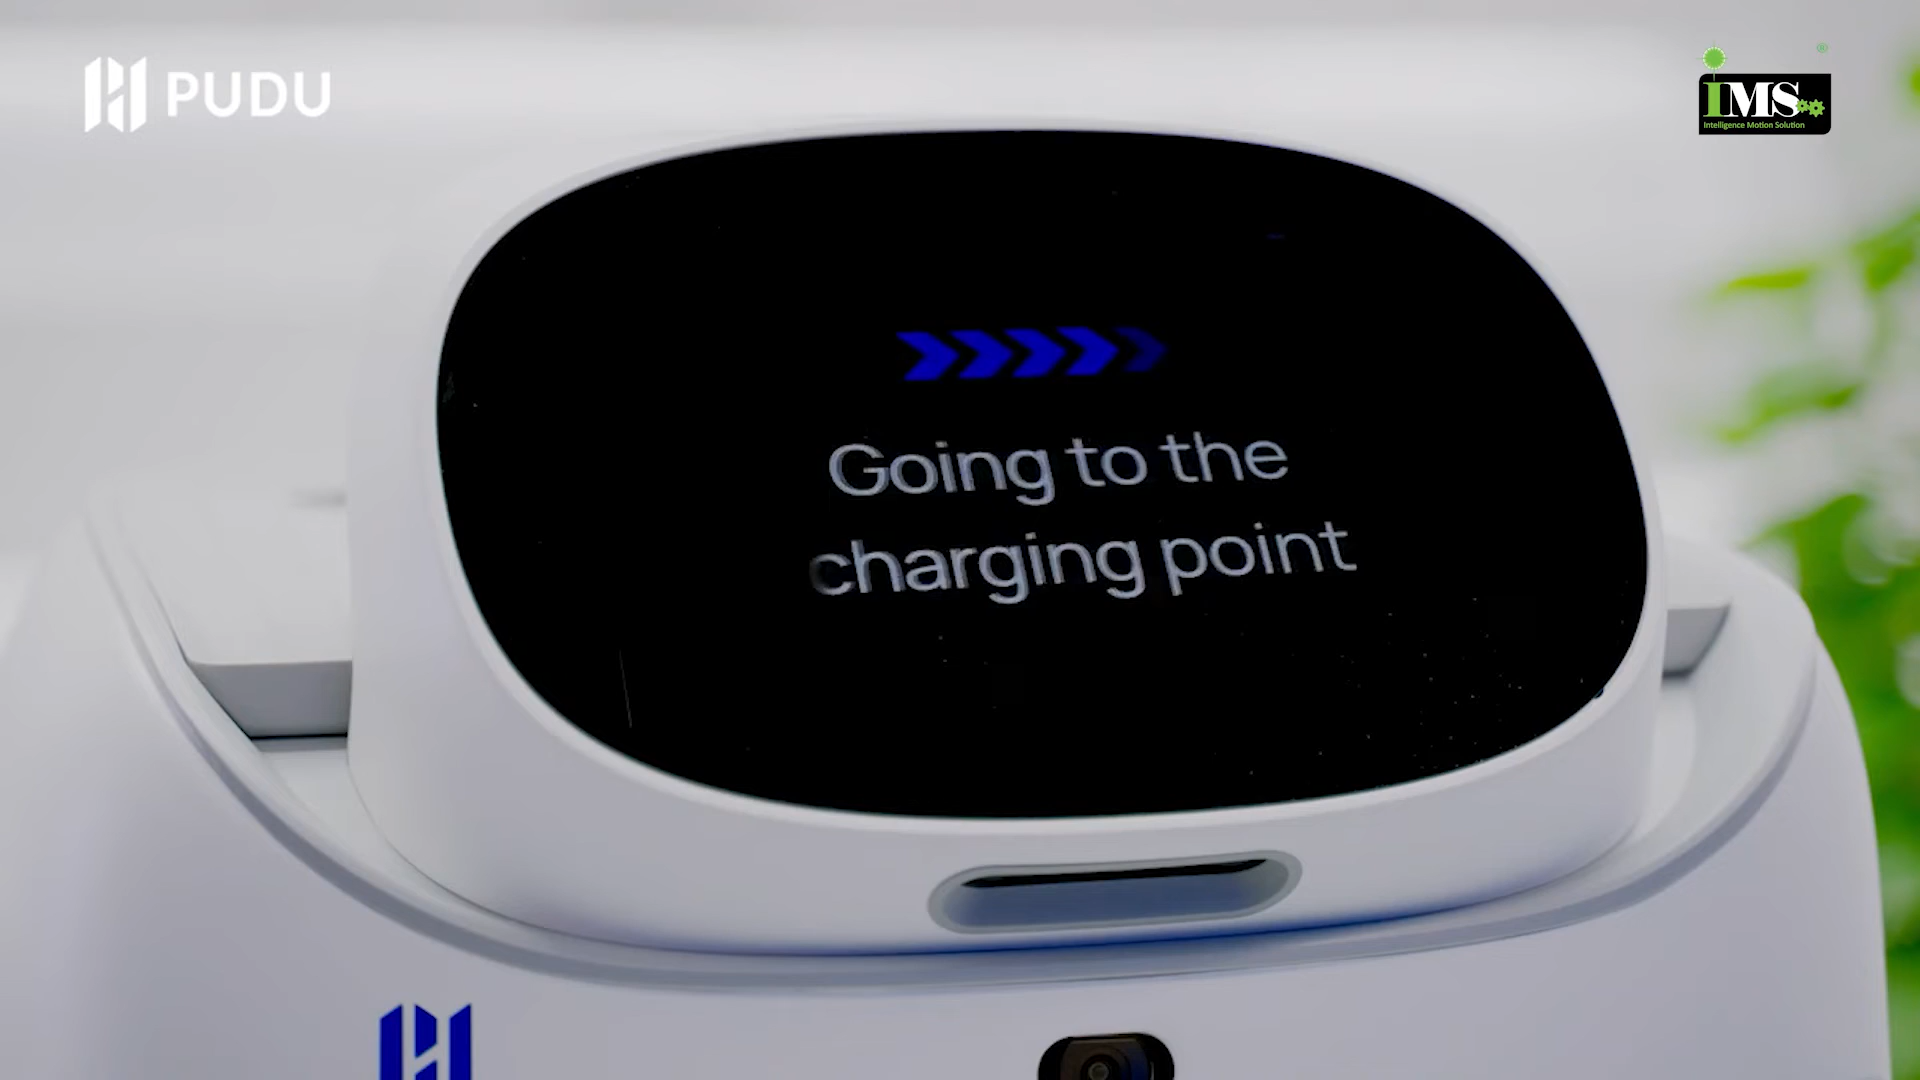 PUDU
iMS
Intelligence Motion Solution
Going to the
charging point